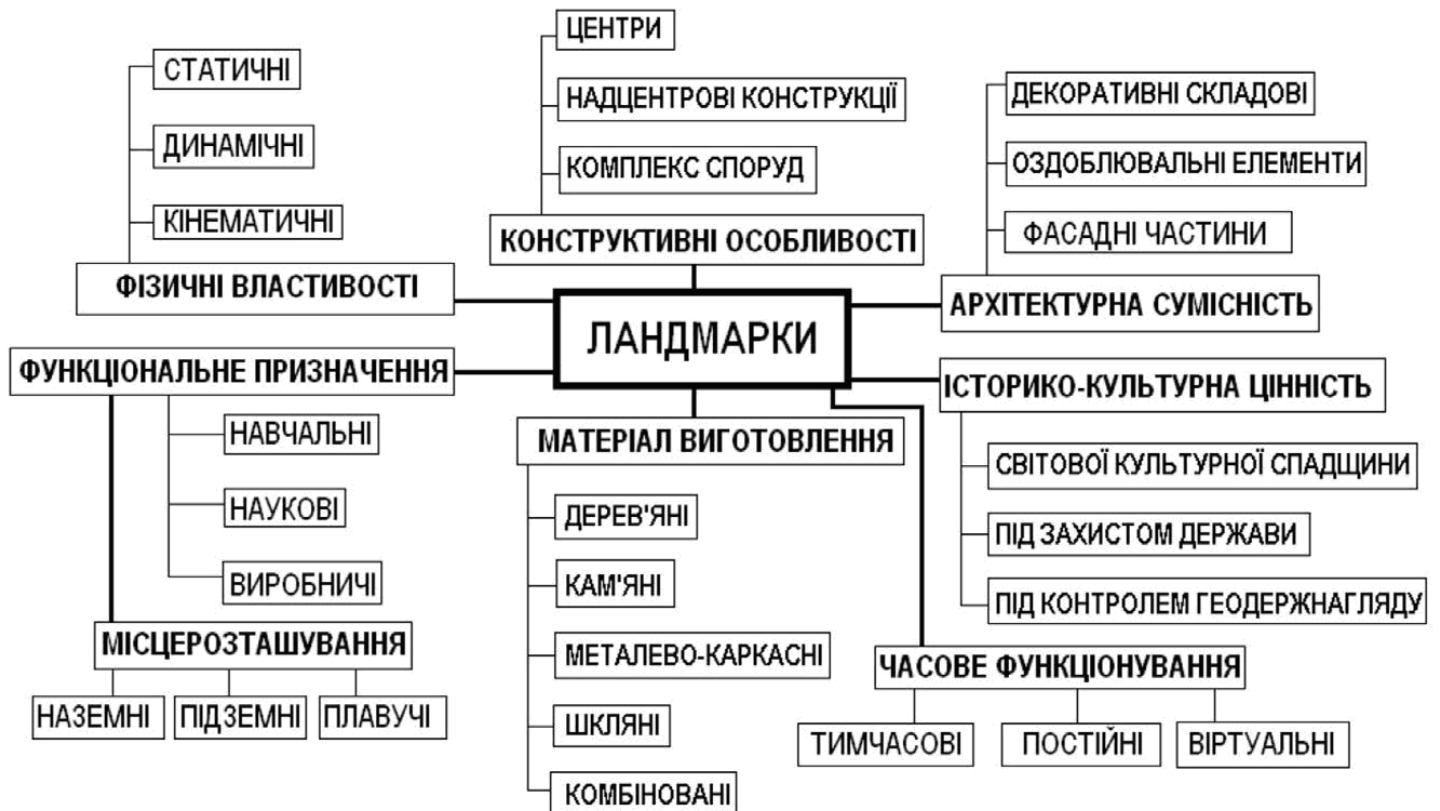 СТАТИЧНІ
ДИНАМІЧНІ
КІНЕМАТИЧНІ
ФІЗИЧНІ ВЛАСТИВОСТІ
ЦЕНТРИ
НАДЦЕНТРОВІ КОНСТРУКЦІЇ
КОМПЛЕКС СПОРУД
КОНСТРУКТИВНІ ОСОБЛИВОСТІ
ДЕКОРАТИВНІ СКЛАДОВІ
ОЗДОБЛЮВАЛЬНІ ЕЛЕМЕНТИ
ФАСАДНІ ЧАСТИНИ
АРХІТЕКТУРНА СУМІСНІСТЬ
ЛАНДМАРКИ
ФУНКЦІОНАЛЬНЕ ПРИЗНАЧЕННЯ
НАВЧАЛЬНІ
НАУКОВІ
ВИРОБНИЧІ
МІСЦЕРОЗТАШУВАННЯ
НАЗЕМНІ
ПІДЗЕМНІ
ПЛАВУЧІ
МАТЕРІАЛ ВИГОТОВЛЕННЯ
ДЕРЕВ'ЯНІ
КАМ'ЯНІ
МЕТАЛЕВО-КАРКАСНІ
ШКЛЯНІ
КОМБІНОВАНІ
ІСТОРИКО-КУЛЬТУРНА ЦІННІСТЬ
СВІТОВОЇ КУЛЬТУРНОЇ СПАДЩИНИ
ПІД ЗАХИСТОМ ДЕРЖАВИ
ПІД КОНТРОЛЕМ ГЕОДЕРЖНАГЛЯДУ
ЧАСОВЕ ФУНКЦІОНУВАННЯ
ТИМЧАСОВІ
ПОСТІЙНІ
ВІРТУАЛЬНІ